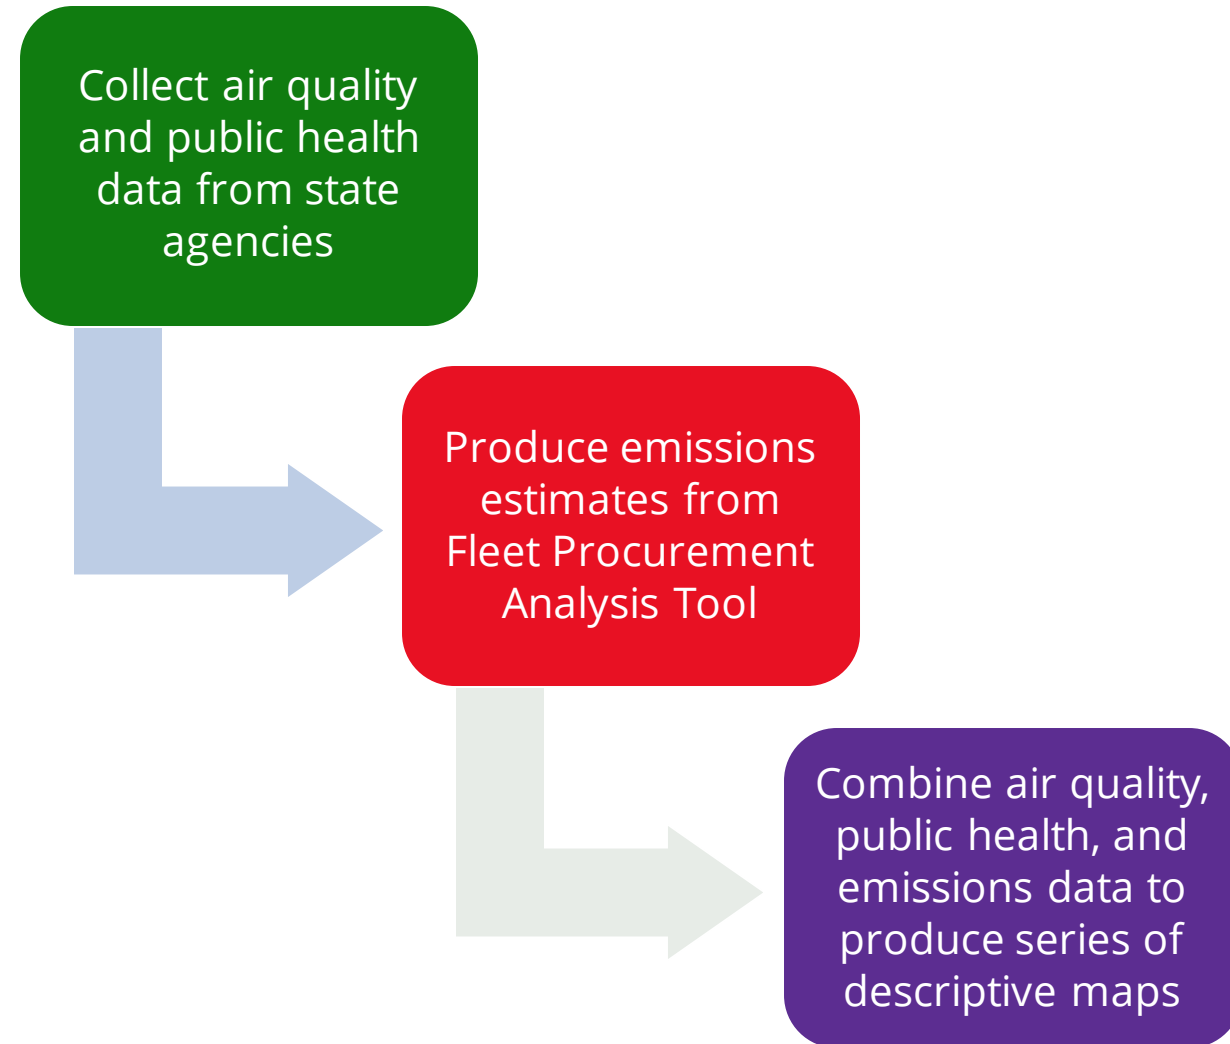 Collect air quality
and public health
data from state
agencies
Produce emissions
estimates from
Fleet Procurement
Analysis Tool
Combine air quality,
public health, and
emissions data to
produce series of
descriptive maps